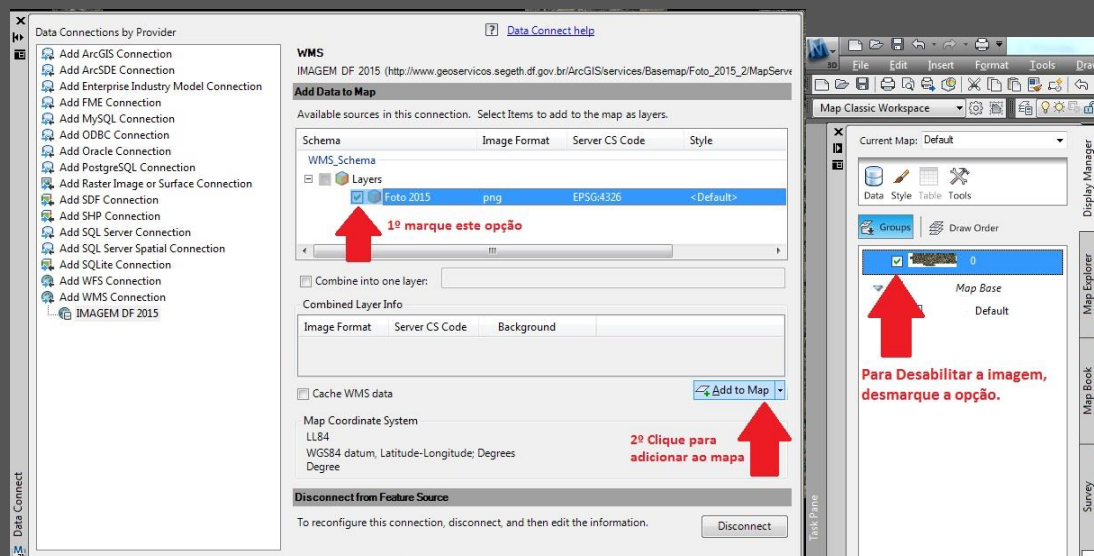 Data Connections by Provider
Add ArcGIS Connection
Add ArcSDE Connection
Add Enterprise Industry Model Connection
Add FME Connection
Add MySQL Connection
Add ODBC Connection
Add Oracle Connection
Add PostgreSQL Connection
Add Raster Image or Surface Connection
Add SDF Connection
Add SHP Connection
Add SQL Server Connection
Add SQL Server Spatial Connection
Add SQLite Connection
Add WFS Connection
Add WMS Connection
IMAGEM DF 2015
Data Connect
? Data Connect help
WMS
IMAGEM DF 2015 (http://www.geoservicos.segeth.df.gov.br/ArcGIS/services/Basemap/Foto_2015_2/MapServe
Add Data to Map
Available sources in this connection. Select Items to add to the map as layers.
Schema Image Format Server CS Code Style
WMS_Schema
Layers
Foto 2015 png EPSG:4326 <Default>
1º marque este opção
Combine into one layer:
Combined Layer Info
Image Format Server CS Code Background
Cache WMS data
Add to Map
Map Coordinate System
LL84
WGS84 datum, Latitude-Longitude; Degrees
Degree
2º Clique para
adicionar ao mapa
Disconnect from Feature Source
To reconfigure this connection, disconnect, and then edit the information.
Disconnect
3D
File Edit Insert Format Tools Draw
Map Classic Workspace
Current Map: Default
Data Style Table Tools
Groups Draw Order
0
Map Base
Default
Para Desabilitar a imagem,
desmarque a opção.
Display Manager
Map Explorer
Map Book
Survey
Task Pane